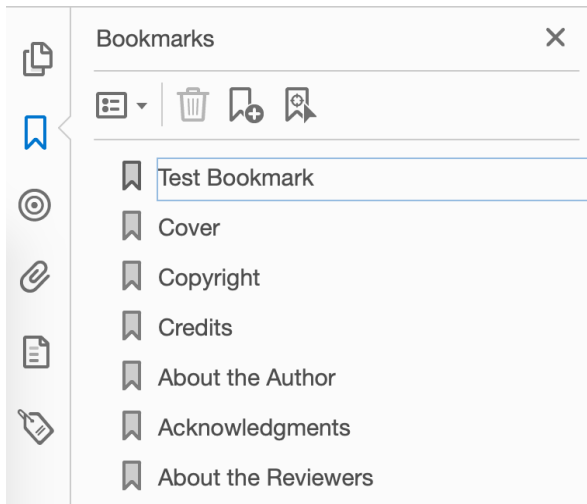 Bookmarks
Test Bookmark
Cover
Copyright
Credits
About the Author
Acknowledgments
About the Reviewers